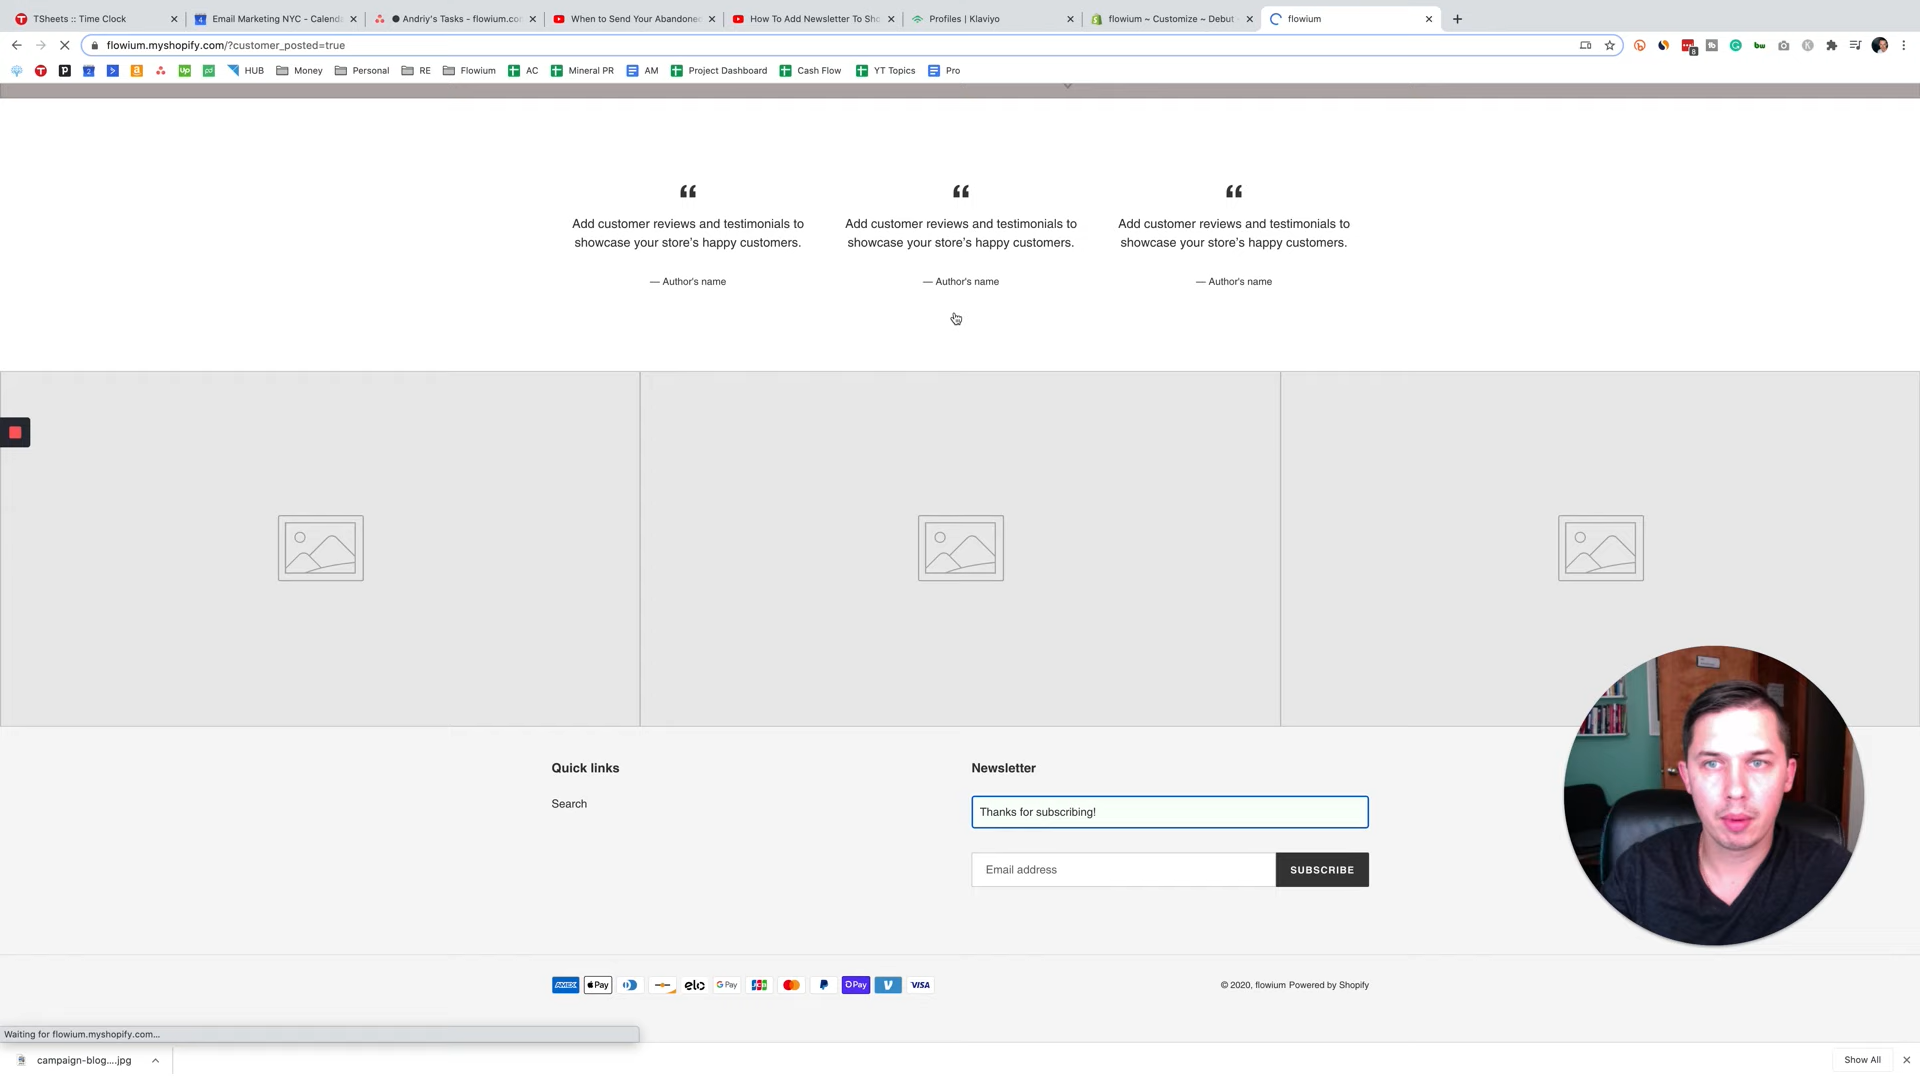 TSheets :: Time Clock
Email Marketing NYC - Calenda
Andriy's Tasks - flowium.co
When to Send Your Abandone
How To Add Newsletter To Sho
Profiles | Klaviyo
flowium ~ Customize ~ Debut
flowium
flowium.myshopify.com/?customer_posted=true
HUB
Money
Personal
RE
Flowium
AC
Mineral PR
AM
Project Dashboard
Cash Flow
YT Topics
Pro
Add customer reviews and testimonials to
showcase your store's happy customers.
— Author's name
Add customer reviews and testimonials to
showcase your store's happy customers.
— Author's name
Add customer reviews and testimonials to
showcase your store's happy customers.
— Author's name
Quick links
Search
Newsletter
Thanks for subscribing!
Email address
SUBSCRIBE
AMEX
Pay
elo
G Pay
JCB
Pay
VISA
© 2020, flowium Powered by Shopify
Waiting for flowium.myshopify.com...
campaign-blog....jpg
Show All